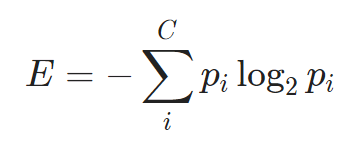 E = - \sum_{i}^{C} p_i \log_2 p_i